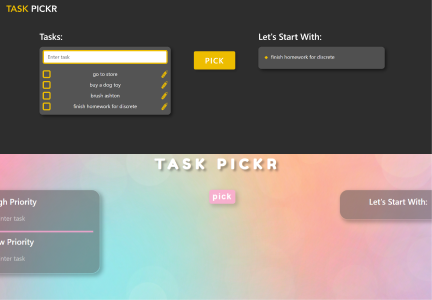 TASK PICKR
Tasks:
Enter task
go to store
buy a dog toy
brush ashton
finish homework for discrete
PICK
Let's Start With:
finish homework for discrete
TASK PICKR
gh Priority
nter task
w Priority
nter task
pick
Let's Start With: